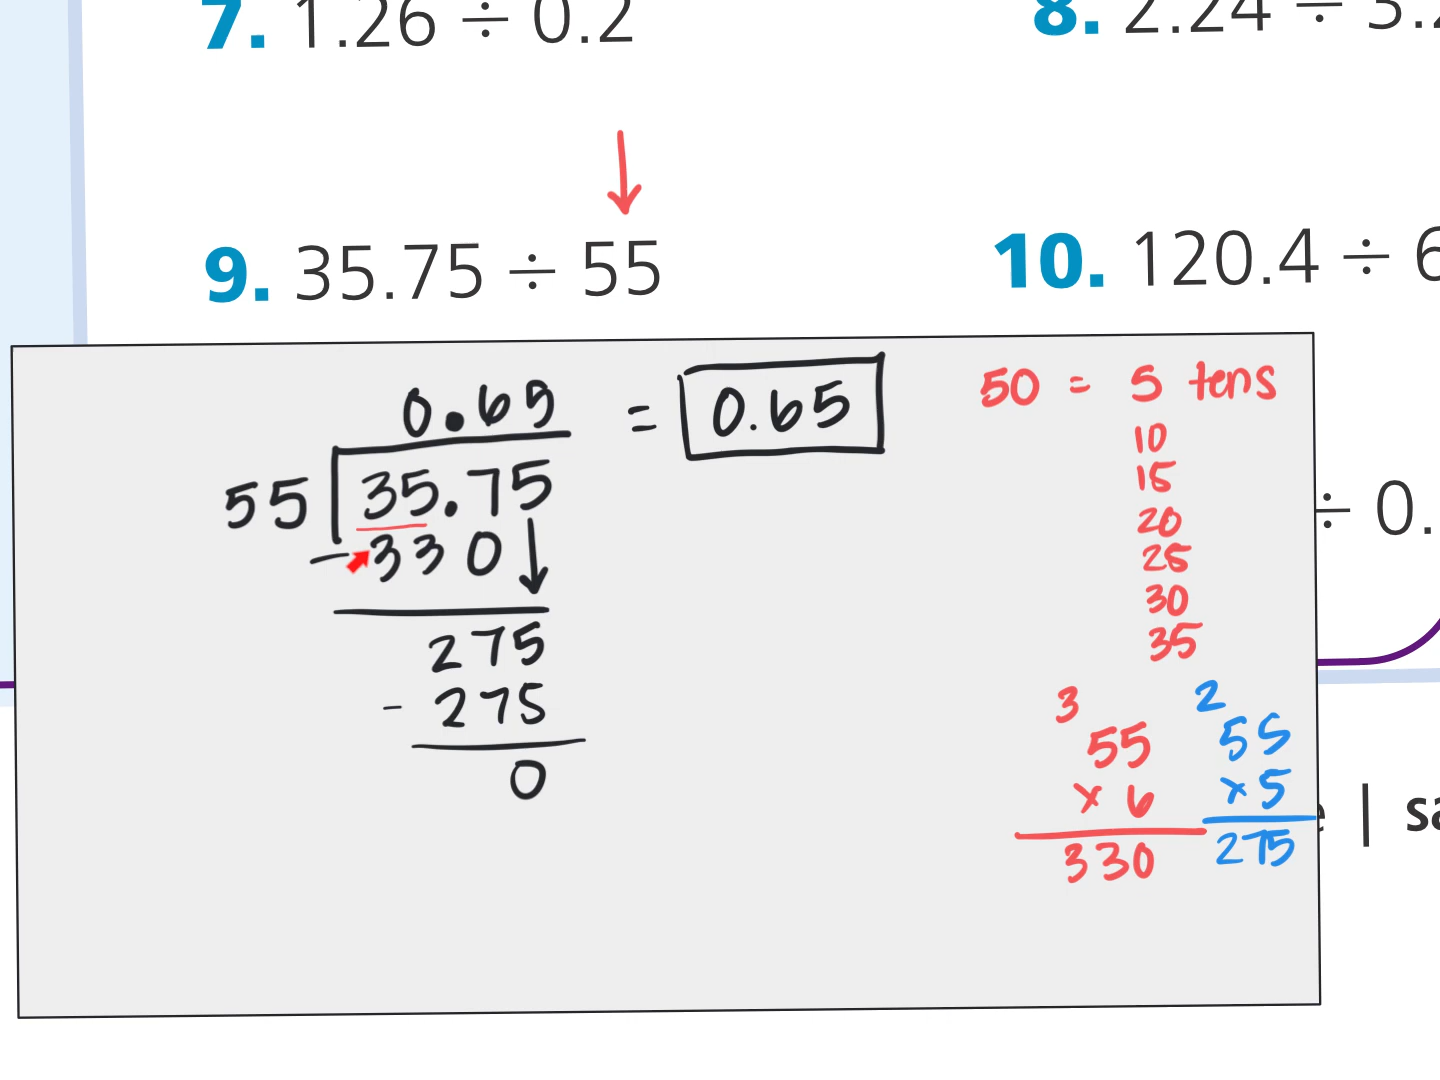 7. 1.26 ÷ 0.2
8. 2.24 ÷ 3.2
9. 35.75 ÷ 55
10. 120.4 ÷ 6
0.65 = 0.65
55 35.75
- 330
275
- 275
0
50 = 5 tens
10
15
20
25
30
35
3
55
x 6
330
2
55
x 5
275
÷ 0.
|